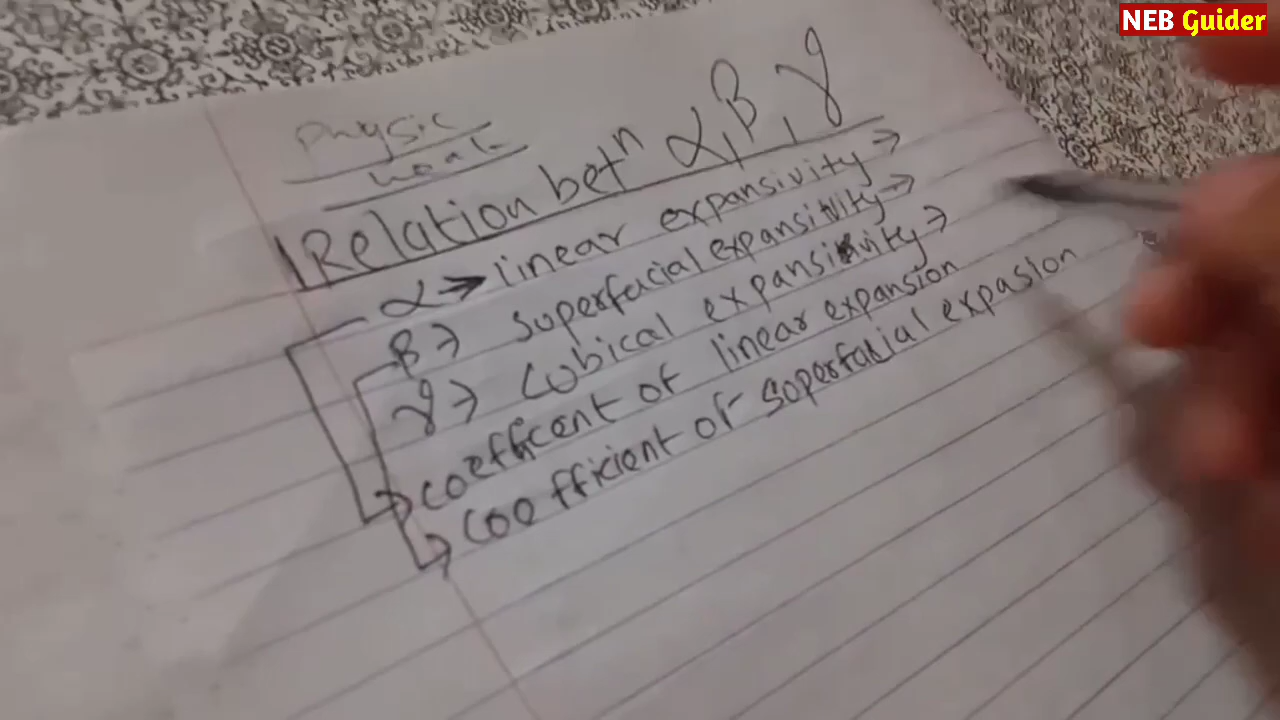 NEB Guider
Physic
Heat
Relation betⁿ α, β, γ
α → linear expansivity →
β → superfacial expansivity →
γ → cubical expansivity →
coefficent of linear expansion
coefficient of superfacial expasion